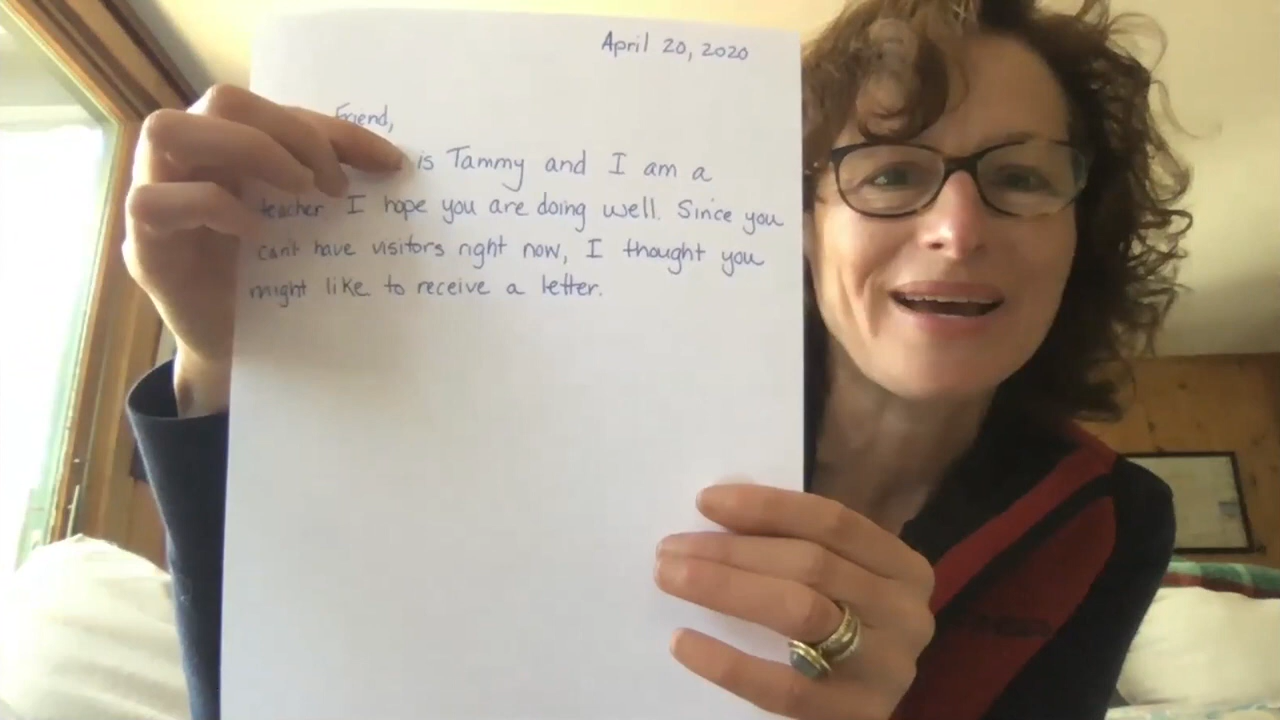 April 20, 2020
Friend,
is Tammy and I am a
teacher I hope you are doing well. Since you
cant have visitors right now, I thought you
might like to receive a letter.